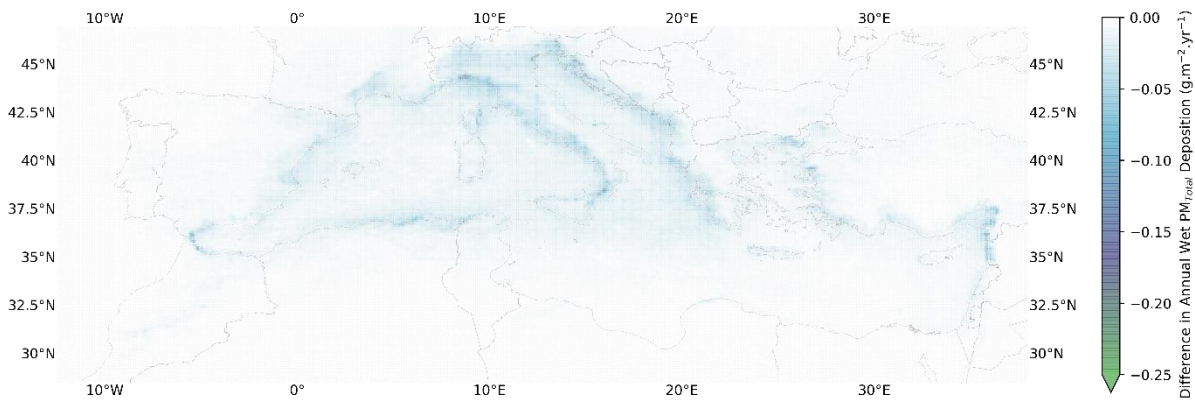 10°W 0° 10°E 20°E 30°E
45°N 45°N
42.5°N 42.5°N
40°N 40°N
37.5°N 37.5°N
35°N 35°N
32.5°N 32.5°N
30°N 30°N
10°W 0° 10°E 20°E 30°E
0.00
−0.05
−0.10
−0.15
−0.20
−0.25
Difference in Annual Wet PM_Total Deposition (g.m⁻².yr⁻¹)